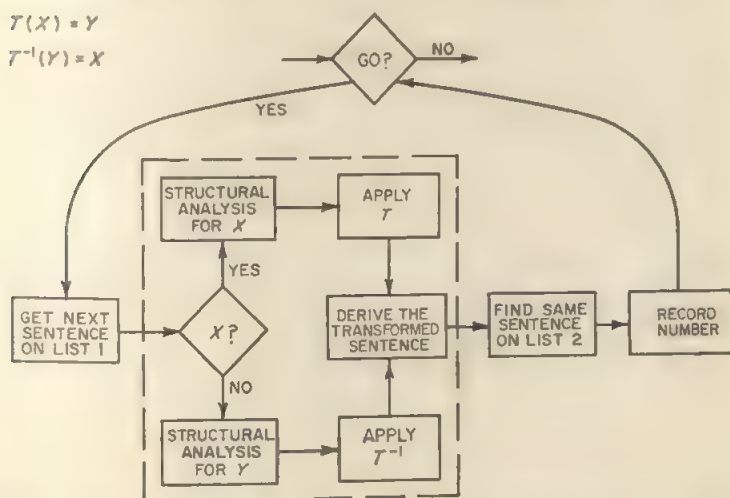 T(X) = Y
T⁻¹(Y) = X
GO?
NO
YES
STRUCTURAL
ANALYSIS
FOR X
APPLY
T
YES
GET NEXT
SENTENCE
ON LIST 1
X?
DERIVE THE
TRANSFORMED
SENTENCE
FIND SAME
SENTENCE
ON LIST 2
RECORD
NUMBER
NO
STRUCTURAL
ANALYSIS
FOR Y
APPLY
T⁻¹